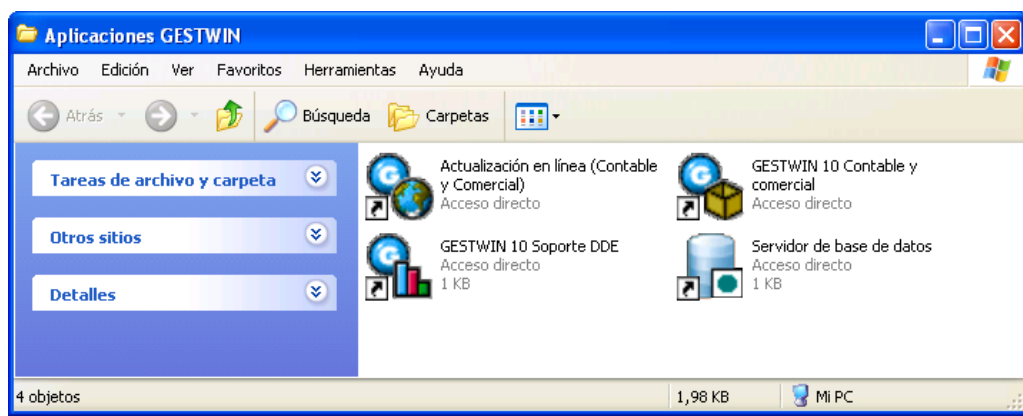 Aplicaciones GESTWIN
Archivo Edición Ver Favoritos Herramientas Ayuda
Atrás Búsqueda Carpetas
Tareas de archivo y carpeta
Otros sitios
Detalles
Actualización en línea (Contable
y Comercial)
Acceso directo
GESTWIN 10 Contable y
comercial
Acceso directo
GESTWIN 10 Soporte DDE
Acceso directo
1 KB
Servidor de base de datos
Acceso directo
1 KB
4 objetos 1,98 KB Mi PC